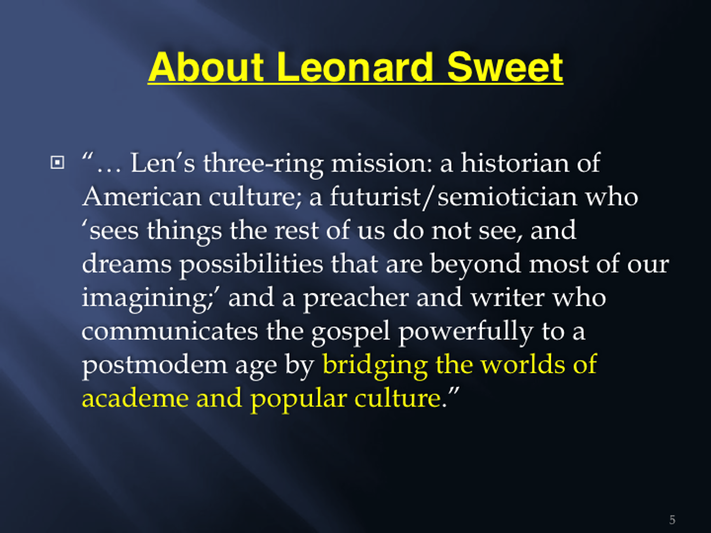 About Leonard Sweet
“… Len’s three-ring mission: a historian of
American culture; a futurist/semiotician who
‘sees things the rest of us do not see, and
dreams possibilities that are beyond most of our
imagining;’ and a preacher and writer who
communicates the gospel powerfully to a
postmodem age by bridging the worlds of
academe and popular culture.”
5